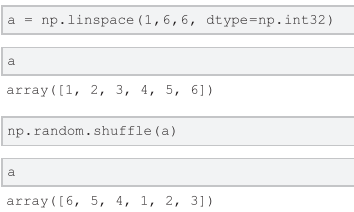 a = np.linspace(1,6,6, dtype=np.int32)
a
array([1, 2, 3, 4, 5, 6])
np.random.shuffle(a)
a
array([6, 5, 4, 1, 2, 3])